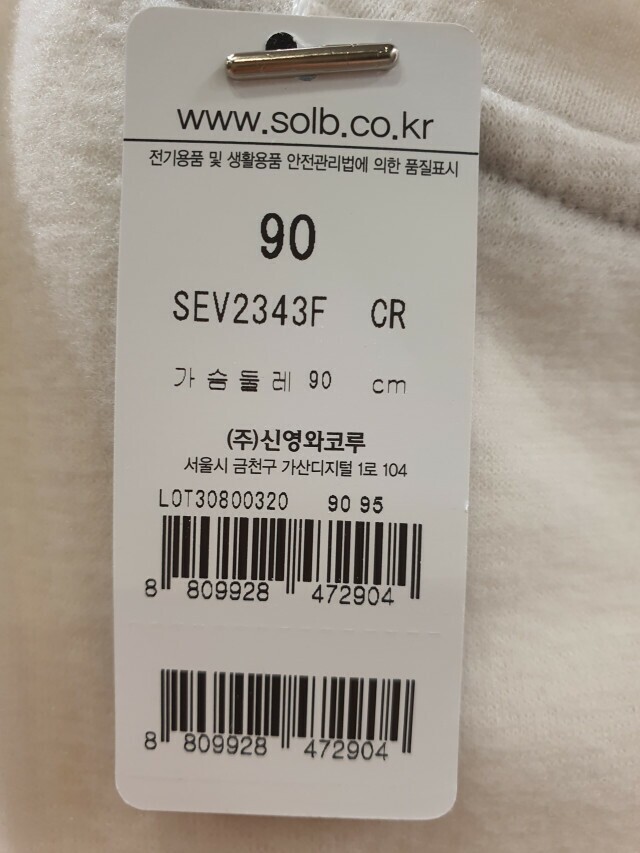 www.solb.co.kr
전기용품 및 생활용품 안전관리법에 의한 품질표시
90
SEV2343F CR
가슴둘레 90 cm
(주)신영와코루
서울시 금천구 가산디지털 1로 104
LOT30800320 90 95
8 809928 472904
8 809928 472904